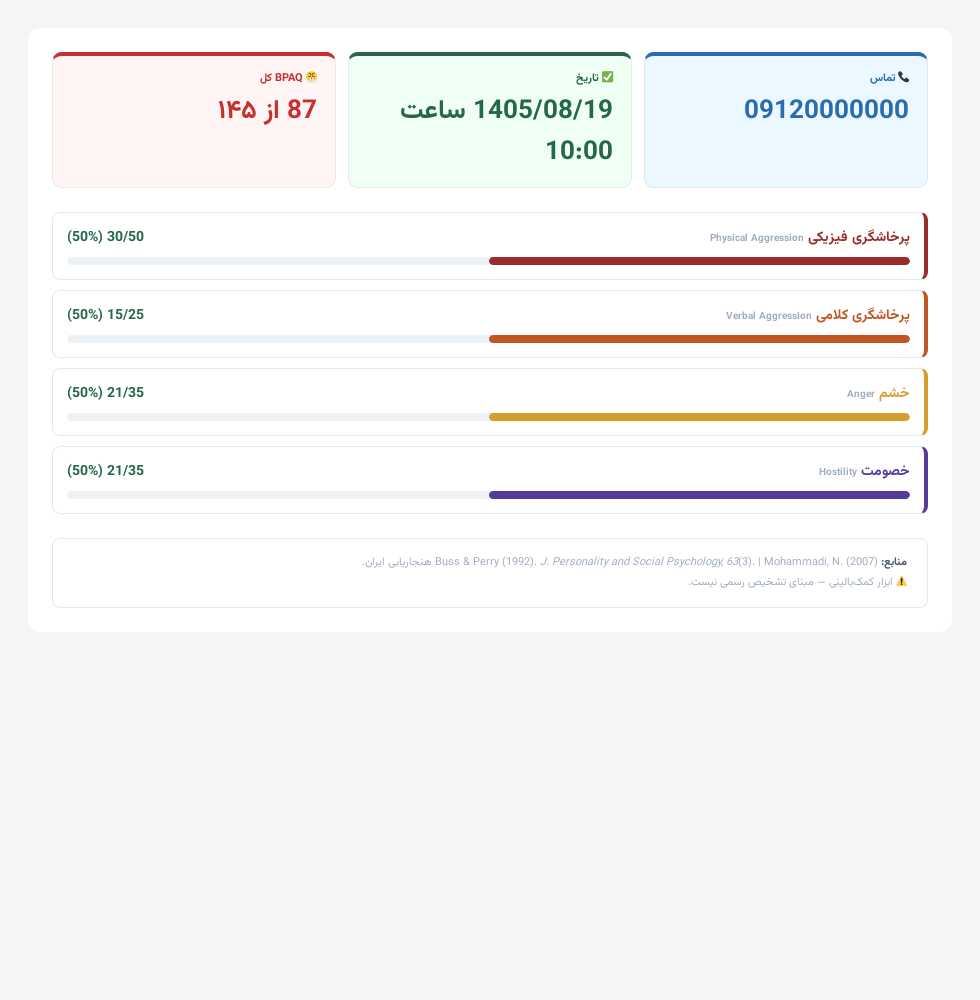 📞 تماس
09120000000
✅ تاریخ
1405/08/19 ساعت
10:00
😤 BPAQ کل
87 از ۱۴۵
پرخاشگری فیزیکی Physical Aggression
30/50 (50%)
پرخاشگری کلامی Verbal Aggression
15/25 (50%)
خشم Anger
21/35 (50%)
خصومت Hostility
21/35 (50%)
منابع: Buss & Perry (1992). J. Personality and Social Psychology, 63(3). | Mohammadi, N. (2007) هنجاریابی ایران.
⚠️ ابزار کمک‌بالینی — مبنای تشخیص رسمی نیست.